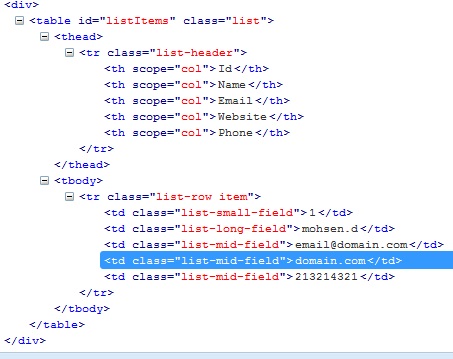 <div>
<table id="listItems" class="list">
<thead>
<tr class="list-header">
<th scope="col">Id</th>
<th scope="col">Name</th>
<th scope="col">Email</th>
<th scope="col">Website</th>
<th scope="col">Phone</th>
</tr>
</thead>
<tbody>
<tr class="list-row item">
<td class="list-small-field">1</td>
<td class="list-long-field">mohsen.d</td>
<td class="list-mid-field">email@domain.com</td>
<td class="list-mid-field">domain.com</td>
<td class="list-mid-field">213214321</td>
</tr>
</tbody>
</table>
</div>